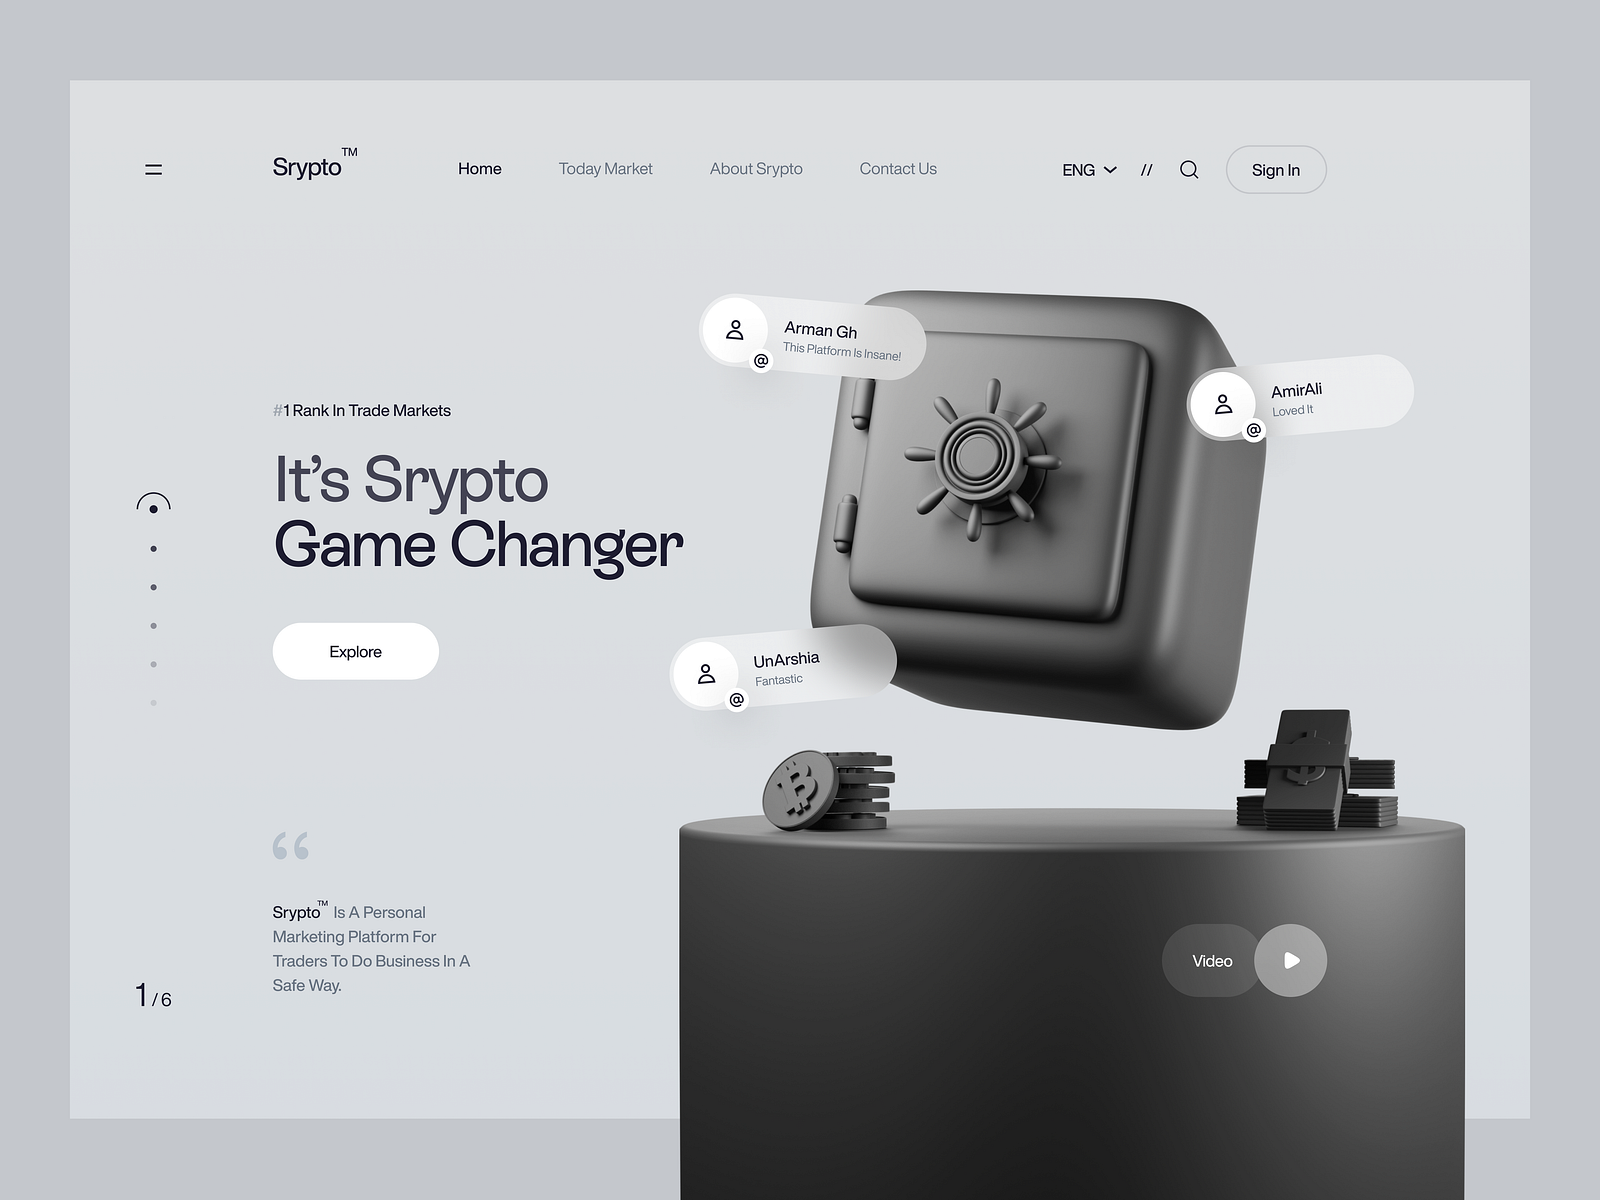 Srypto™
Home
Today Market
About Srypto
Contact Us
ENG
//
Sign In
Arman Gh
This Platform Is Insane!
@
AmirAli
Loved It
@
#1 Rank In Trade Markets
It's Srypto
Game Changer
Explore
UnArshia
Fantastic
@
“
Srypto™ Is A Personal
Marketing Platform For
Traders To Do Business In A
Safe Way.
Video
1/6